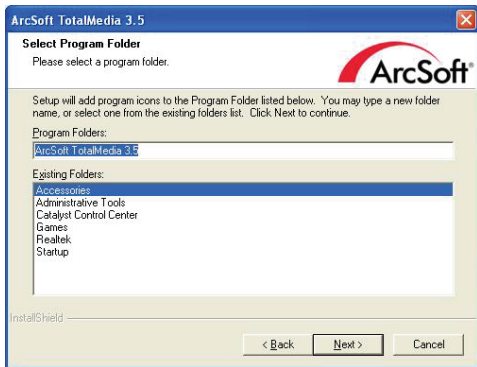 ArcSoft TotalMedia 3.5
Select Program Folder
Please select a program folder.
ArcSoft®
Setup will add program icons to the Program Folder listed below. You may type a new folder
name, or select one from the existing folders list. Click Next to continue.
Program Folders:
ArcSoft TotalMedia 3.5
Existing Folders:
Accessories
Administrative Tools
Catalyst Control Center
Games
Realtek
Startup
InstallShield
< Back
Next >
Cancel